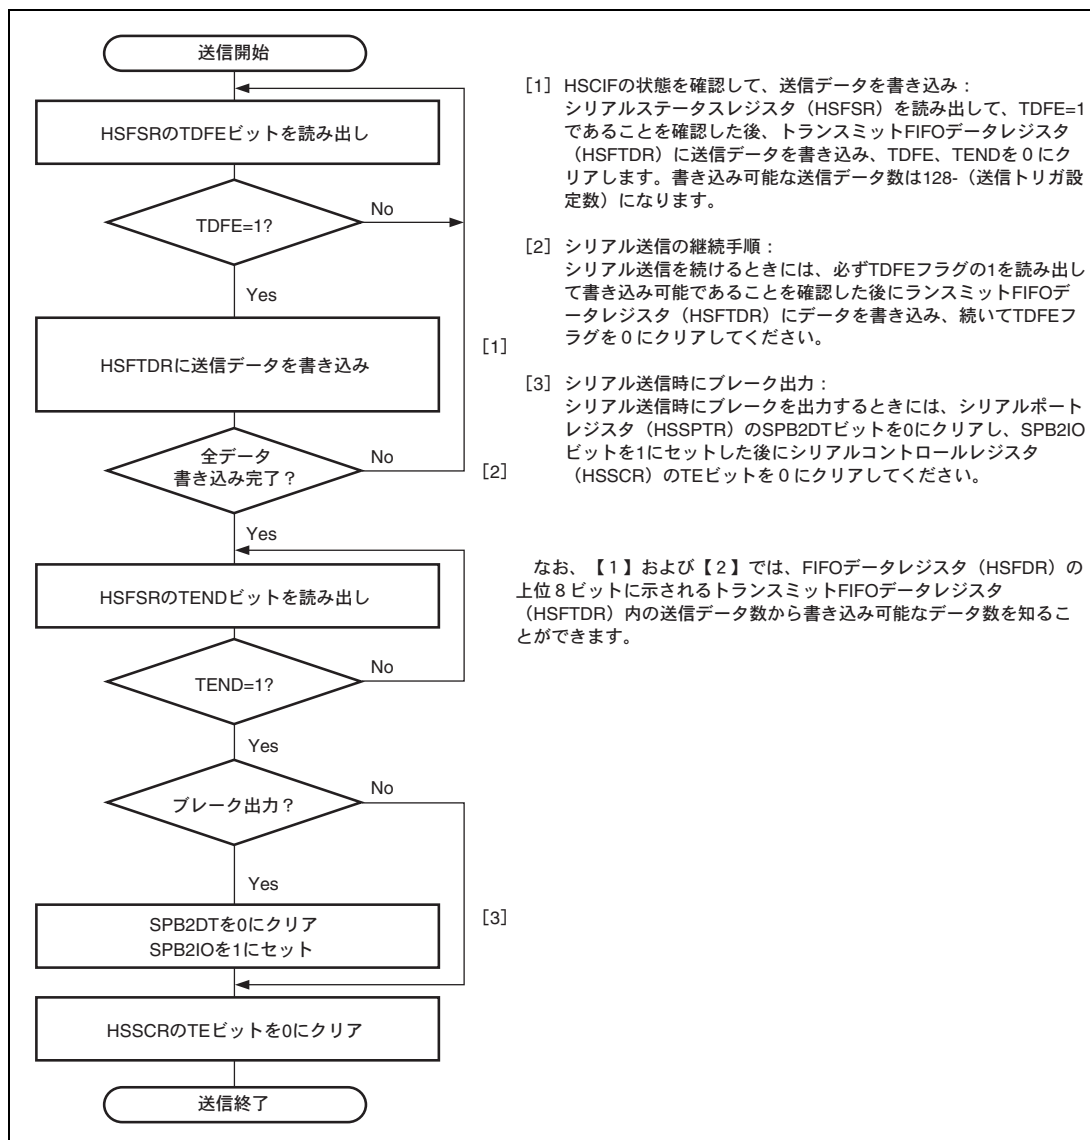 送信開始
HSFSRのTDFEビットを読み出し
TDFE=1?
No
Yes
HSFTDRに送信データを書き込み
[1]
全データ
書き込み完了？
No
[2]
Yes
HSFSRのTENDビットを読み出し
TEND=1?
No
Yes
ブレーク出力？
No
Yes
SPB2DTを0にクリア
SPB2IOを1にセット
[3]
HSSCRのTEビットを0にクリア
送信終了
[1] HSCIFの状態を確認して、送信データを書き込み：
シリアルステータスレジスタ（HSFSR）を読み出して、TDFE=1
であることを確認した後、トランスミットFIFOデータレジスタ
（HSFTDR）に送信データを書き込み、TDFE、TENDを０にク
リアします。書き込み可能な送信データ数は128-（送信トリガ設
定数）になります。
[2] シリアル送信の継続手順：
シリアル送信を続けるときには、必ずTDFEフラグの1を読み出し
て書き込み可能であることを確認した後にランスミットFIFOデ
ータレジスタ（HSFTDR）にデータを書き込み、続いてTDFEフ
ラグを０にクリアしてください。
[3] シリアル送信時にブレーク出力：
シリアル送信時にブレークを出力するときには、シリアルポート
レジスタ（HSSPTR）のSPB2DTビットを0にクリアし、SPB2IO
ビットを1にセットした後にシリアルコントロールレジスタ
（HSSCR）のTEビットを０にクリアしてください。
なお、【１】および【２】では、FIFOデータレジスタ（HSFDR）の
上位８ビットに示されるトランスミットFIFOデータレジスタ
（HSFTDR）内の送信データ数から書き込み可能なデータ数を知るこ
とができます。